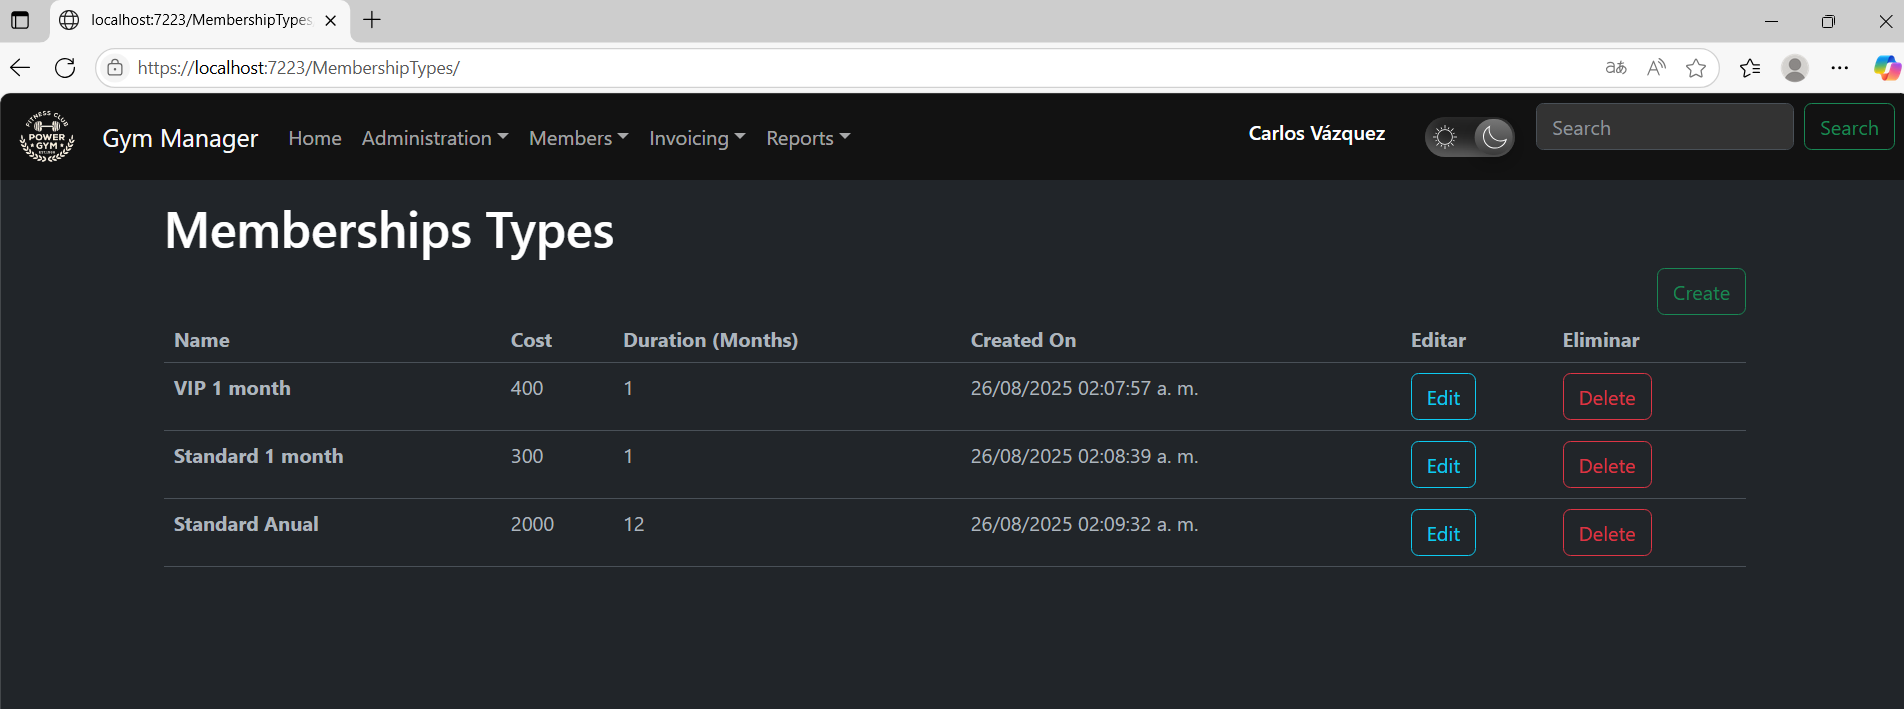 localhost:7223/MembershipTypes
https://localhost:7223/MembershipTypes/
FITNESS CLUB
POWER
GYM
Gym Manager Home Administration Members Invoicing Reports Carlos Vázquez Search Search
Memberships Types
Create
Name Cost Duration (Months) Created On Editar Eliminar
VIP 1 month 400 1 26/08/2025 02:07:57 a. m. Edit Delete
Standard 1 month 300 1 26/08/2025 02:08:39 a. m. Edit Delete
Standard Anual 2000 12 26/08/2025 02:09:32 a. m. Edit Delete